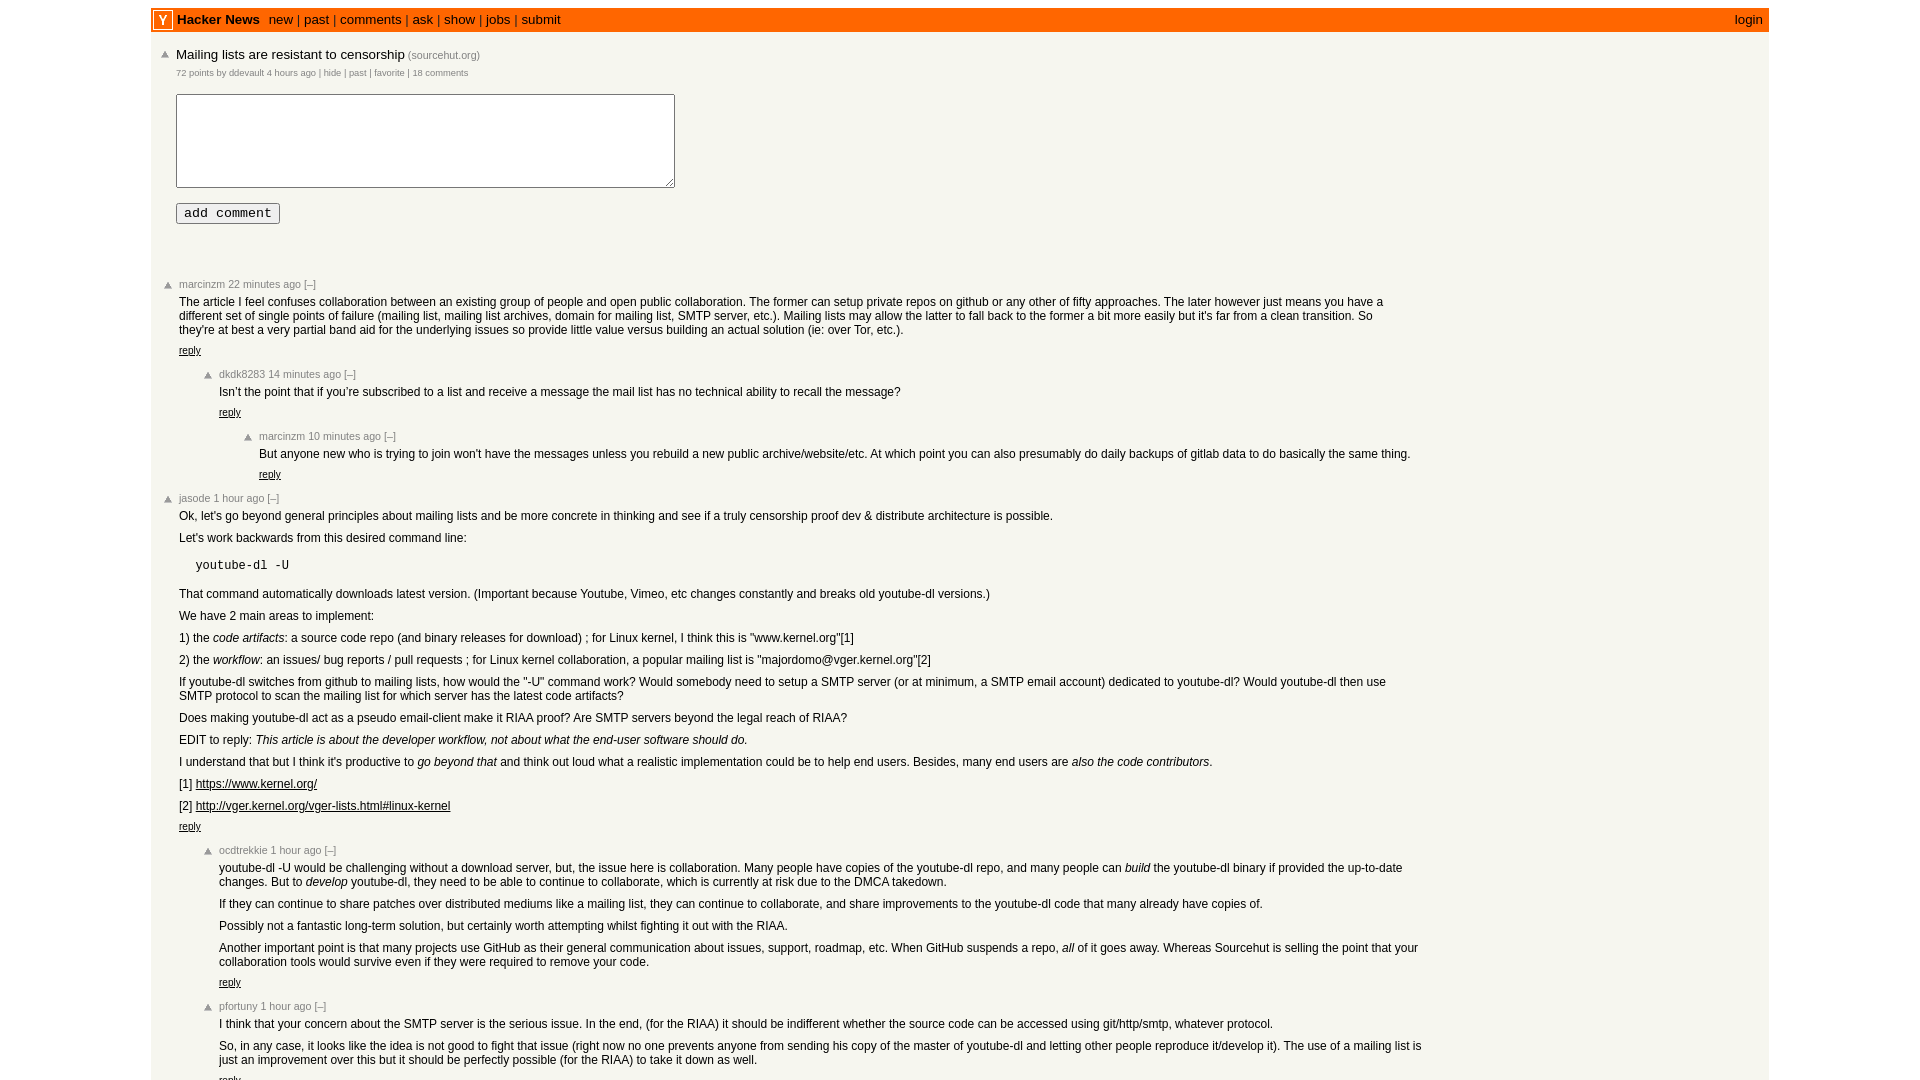 Y Hacker News new | past | comments | ask | show | jobs | submit login
Mailing lists are resistant to censorship (sourcehut.org)
72 points by ddevault 4 hours ago | hide | past | favorite | 18 comments
add comment
marcinzm 22 minutes ago [–]
The article I feel confuses collaboration between an existing group of people and open public collaboration. The former can setup private repos on github or any other of fifty approaches. The later however just means you have a
different set of single points of failure (mailing list, mailing list archives, domain for mailing list, SMTP server, etc.). Mailing lists may allow the latter to fall back to the former a bit more easily but it's far from a clean transition. So
they're at best a very partial band aid for the underlying issues so provide little value versus building an actual solution (ie: over Tor, etc.).
reply
dkdk8283 14 minutes ago [–]
Isn’t the point that if you’re subscribed to a list and receive a message the mail list has no technical ability to recall the message?
reply
marcinzm 10 minutes ago [–]
But anyone new who is trying to join won't have the messages unless you rebuild a new public archive/website/etc. At which point you can also presumably do daily backups of gitlab data to do basically the same thing.
reply
jasode 1 hour ago [–]
Ok, let's go beyond general principles about mailing lists and be more concrete in thinking and see if a truly censorship proof dev & distribute architecture is possible.
Let's work backwards from this desired command line:
youtube-dl -U
That command automatically downloads latest version. (Important because Youtube, Vimeo, etc changes constantly and breaks old youtube-dl versions.)
We have 2 main areas to implement:
1) the code artifacts: a source code repo (and binary releases for download) ; for Linux kernel, I think this is "www.kernel.org"[1]
2) the workflow: an issues/ bug reports / pull requests ; for Linux kernel collaboration, a popular mailing list is "majordomo@vger.kernel.org"[2]
If youtube-dl switches from github to mailing lists, how would the "-U" command work? Would somebody need to setup a SMTP server (or at minimum, a SMTP email account) dedicated to youtube-dl? Would youtube-dl then use
SMTP protocol to scan the mailing list for which server has the latest code artifacts?
Does making youtube-dl act as a pseudo email-client make it RIAA proof? Are SMTP servers beyond the legal reach of RIAA?
EDIT to reply: This article is about the developer workflow, not about what the end-user software should do.
I understand that but I think it's productive to go beyond that and think out loud what a realistic implementation could be to help end users. Besides, many end users are also the code contributors.
[1] https://www.kernel.org/
[2] http://vger.kernel.org/vger-lists.html#linux-kernel
reply
ocdtrekkie 1 hour ago [–]
youtube-dl -U would be challenging without a download server, but, the issue here is collaboration. Many people have copies of the youtube-dl repo, and many people can build the youtube-dl binary if provided the up-to-date
changes. But to develop youtube-dl, they need to be able to continue to collaborate, which is currently at risk due to the DMCA takedown.
If they can continue to share patches over distributed mediums like a mailing list, they can continue to collaborate, and share improvements to the youtube-dl code that many already have copies of.
Possibly not a fantastic long-term solution, but certainly worth attempting whilst fighting it out with the RIAA.
Another important point is that many projects use GitHub as their general communication about issues, support, roadmap, etc. When GitHub suspends a repo, all of it goes away. Whereas Sourcehut is selling the point that your
collaboration tools would survive even if they were required to remove your code.
reply
pfortuny 1 hour ago [–]
I think that your concern about the SMTP server is the serious issue. In the end, (for the RIAA) it should be indifferent whether the source code can be accessed using git/http/smtp, whatever protocol.
So, in any case, it looks like the idea is not good to fight that issue (right now no one prevents anyone from sending his copy of the master of youtube-dl and letting other people reproduce it/develop it). The use of a mailing list is
just an improvement over this but it should be perfectly possible (for the RIAA) to take it down as well.
reply